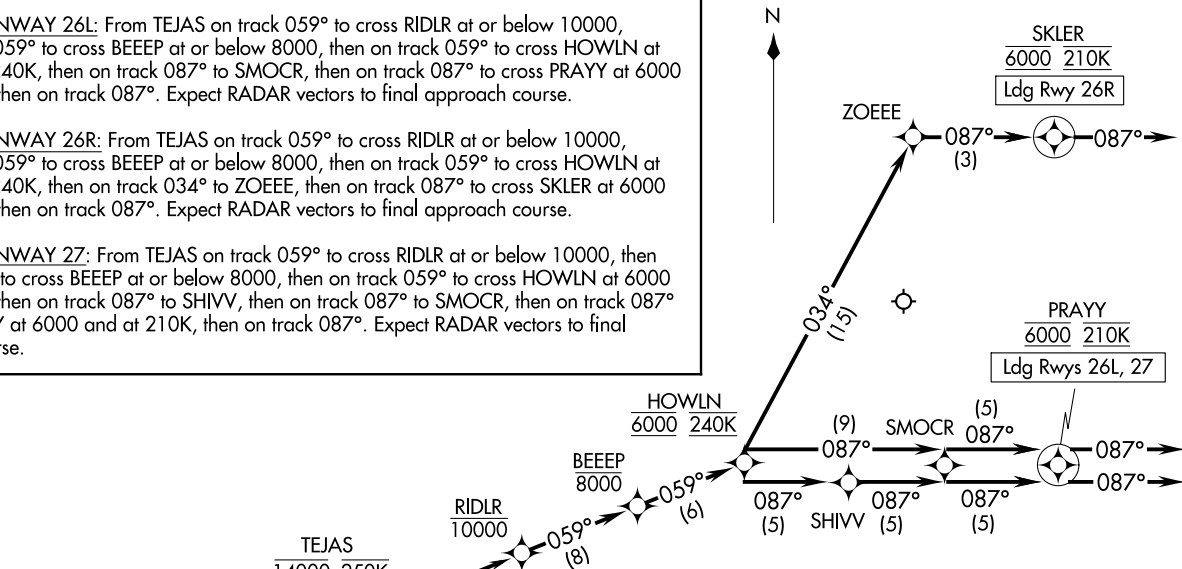 NWAY 26L: From TEJAS on track 059° to cross RIDLR at or below 10000,
059° to cross BEEEP at or below 8000, then on track 059° to cross HOWLN at
40K, then on track 087° to SMOCR, then on track 087° to cross PRAYY at 6000
then on track 087°. Expect RADAR vectors to final approach course.
NWAY 26R: From TEJAS on track 059° to cross RIDLR at or below 10000,
059° to cross BEEEP at or below 8000, then on track 059° to cross HOWLN at
40K, then on track 034° to ZOEEE, then on track 087° to cross SKLER at 6000
then on track 087°. Expect RADAR vectors to final approach course.
NWAY 27: From TEJAS on track 059° to cross RIDLR at or below 10000, then
to cross BEEEP at or below 8000, then on track 059° to cross HOWLN at 6000
then on track 087° to SHIVV, then on track 087° to SMOCR, then on track 087°
Y at 6000 and at 210K, then on track 087°. Expect RADAR vectors to final
rse.
N
SKLER
6000 210K
Ldg Rwy 26R
ZOEEE
087°
(3)
087°
034°
(15)
PRAYY
6000 210K
Ldg Rwys 26L, 27
HOWLN
6000 240K
(9)
087°
SMOCR
(5)
087°
087°
BEEEP
8000
059°
(6)
087°
(5)
SHIVV
087°
(5)
087°
(5)
087°
RIDLR
10000
059°
(8)
TEJAS
14000 250K